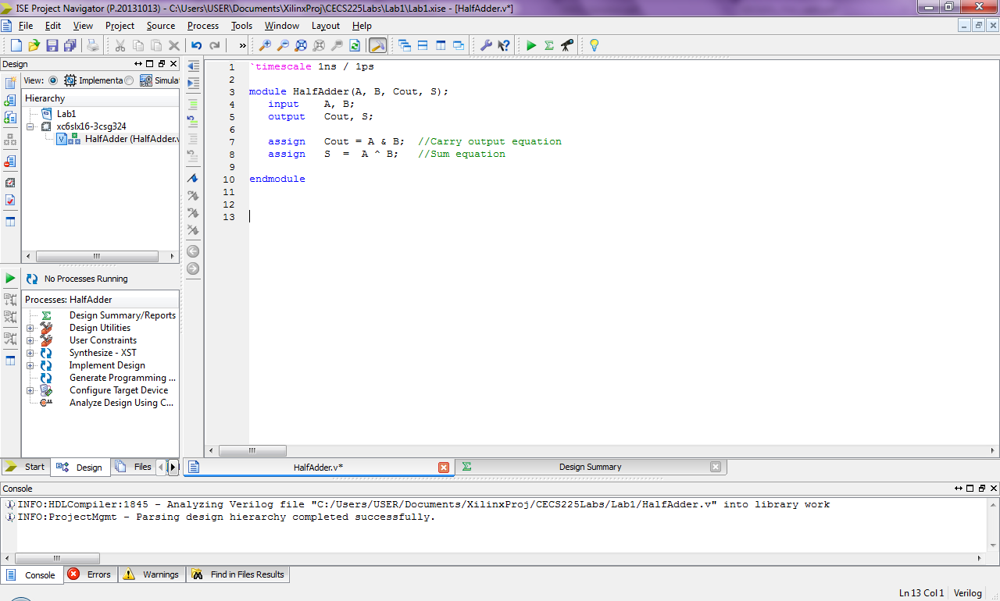 ISE Project Navigator (P.20131013) - C:\Users\USER\Documents\XilinxProj\CECS225Labs\Lab1\Lab1.xise - [HalfAdder.v*]
File Edit View Project Source Process Tools Window Layout Help
»
Design
View: Implementa Simula
Hierarchy
Lab1
xc6slx16-3csg324
HalfAdder (HalfAdder.v
No Processes Running
Processes: HalfAdder
Design Summary/Reports
Design Utilities
User Constraints
Synthesize - XST
Implement Design
Generate Programming ...
Configure Target Device
Analyze Design Using C...
Start Design Files
1 `timescale 1ns / 1ps
2
3 module HalfAdder(A, B, Cout, S);
4 input A, B;
5 output Cout, S;
6
7 assign Cout = A & B; //Carry output equation
8 assign S = A ^ B; //Sum equation
9
10 endmodule
11
12
13
HalfAdder.v* Design Summary
Console
INFO:HDLCompiler:1845 - Analyzing Verilog file "C:/Users/USER/Documents/XilinxProj/CECS225Labs/Lab1/HalfAdder.v" into library work
INFO:ProjectMgmt - Parsing design hierarchy completed successfully.
Console Errors Warnings Find in Files Results
Ln 13 Col 1 Verilog